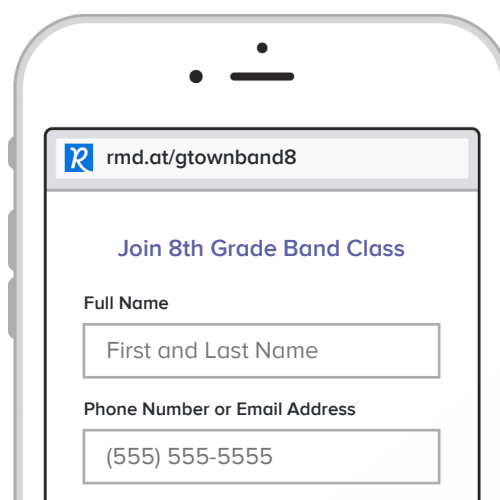 rmd.at/gtownband8
Join 8th Grade Band Class
Full Name
First and Last Name
Phone Number or Email Address
(555) 555-5555